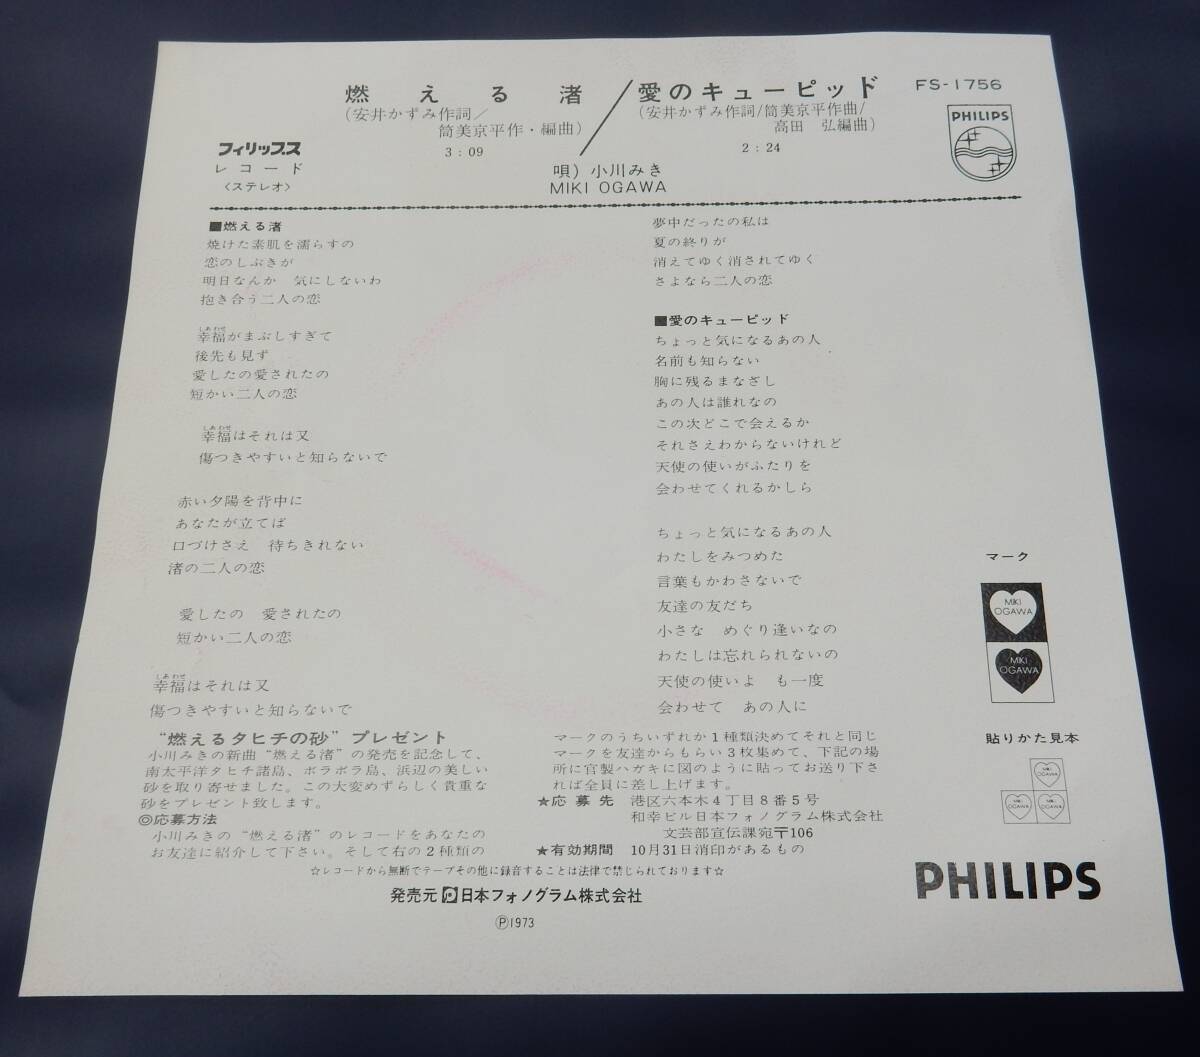 燃える渚／愛のキューピッド
FS-1756
(安井かずみ作詞／
筒美京平作・編曲)
3:09
(安井かずみ作詞/筒美京平作曲/
高田 弘編曲)
2:24
PHILIPS
フィリップス
レコード
〈ステレオ〉
唄) 小川みき
MIKI OGAWA
■燃える渚
焼けた素肌を濡らすの
恋のしぶきが
明日なんか 気にしないわ
抱き合う二人の恋
しあわせ
幸福がまぶしすぎて
後先も見ず
愛したの愛されたの
短かい二人の恋
しあわせ
幸福はそれは又
傷つきやすいと知らないで
赤い夕陽を背中に
あなたが立てば
口づけさえ 待ちきれない
渚の二人の恋
愛したの 愛されたの
短かい二人の恋
しあわせ
幸福はそれは又
傷つきやすいと知らないで
夢中だったの私は
夏の終りが
消えてゆく消されてゆく
さよなら二人の恋
■愛のキューピッド
ちょっと気になるあの人
名前も知らない
胸に残るまなざし
あの人は誰れなの
この次どこで会えるか
それさえわからないけれど
天使の使いがふたりを
会わせてくれるかしら
ちょっと気になるあの人
わたしをみつめた
言葉もかわさないで
友達の友だち
小さな めぐり逢いなの
わたしは忘れられないの
天使の使いよ も一度
会わせて あの人に
マーク
MIKI
OGAWA
MIKI
OGAWA
"燃えるタヒチの砂" プレゼント
小川みきの新曲"燃える渚"の発売を記念して、
南太平洋タヒチ諸島、ボラボラ島、浜辺の美しい
砂を取り寄せました。この大変めずらしく貴重な
砂をプレゼント致します。
◎応募方法
小川みきの"燃える渚"のレコードをあなたの
お友達に紹介して下さい。そして右の2種類の
マークのうちいずれか1種類決めてそれと同じ
マークを友達からもらい3枚集めて、下記の場
所に官製ハガキに図のように貼ってお送り下さ
れば全員に差し上げます。
★応募先 港区六本木4丁目8番5号
和幸ビル日本フォノグラム株式会社
文芸部宣伝課宛〒106
★有効期間 10月31日消印があるもの
貼りかた見本
MIKI
OGAWA
MIKI
OGAWA
MIKI
OGAWA
☆レコードから無断でテープその他に録音することは法律で禁じられております☆
発売元 日本フォノグラム株式会社
Ⓟ1973
PHILIPS